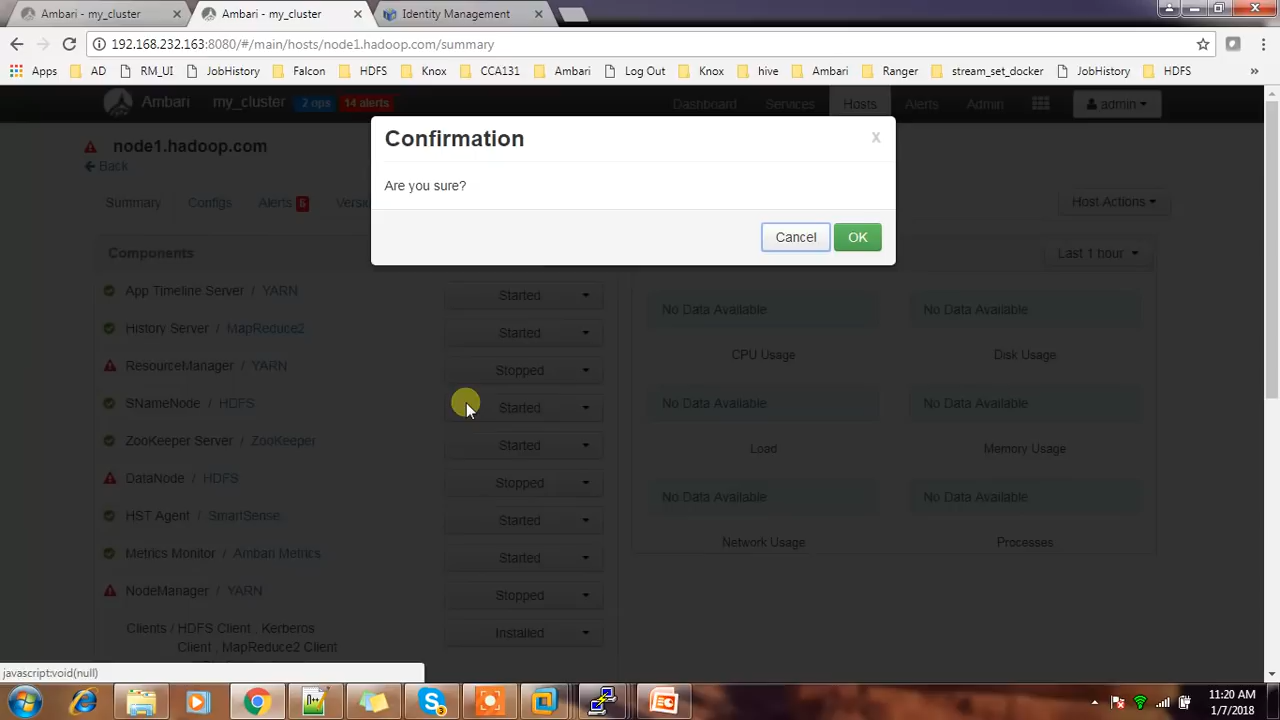 Ambari - my_cluster
Ambari - my_cluster
Identity Management
192.168.232.163:8080/#/main/hosts/node1.hadoop.com/summary
Apps AD RM_UI JobHistory Falcon HDFS Knox CCA131 Ambari Log Out Knox hive Ambari Ranger stream_set_docker JobHistory HDFS »
Ambari my_cluster 2 ops 14 alerts Dashboard Services Hosts Alerts Admin admin
Confirmation x
Are you sure?
Cancel OK
node1.hadoop.com
Back
Summary Configs Alerts Host Actions
Components Last 1 hour
App Timeline Server / YARN Started
History Server / MapReduce2 Started
ResourceManager / YARN Stopped
SNameNode / HDFS Started
ZooKeeper Server / ZooKeeper Started
DataNode / HDFS Stopped
HST Agent / SmartSense Started
Metrics Monitor / Ambari Metrics Started
NodeManager / YARN Stopped
Clients / HDFS Client , Kerberos Installed
Client , MapReduce2 Client
No Data Available No Data Available
CPU Usage Disk Usage
No Data Available No Data Available
Load Memory Usage
No Data Available No Data Available
Network Usage Processes
javascript:void(null)
11:20 AM
1/7/2018